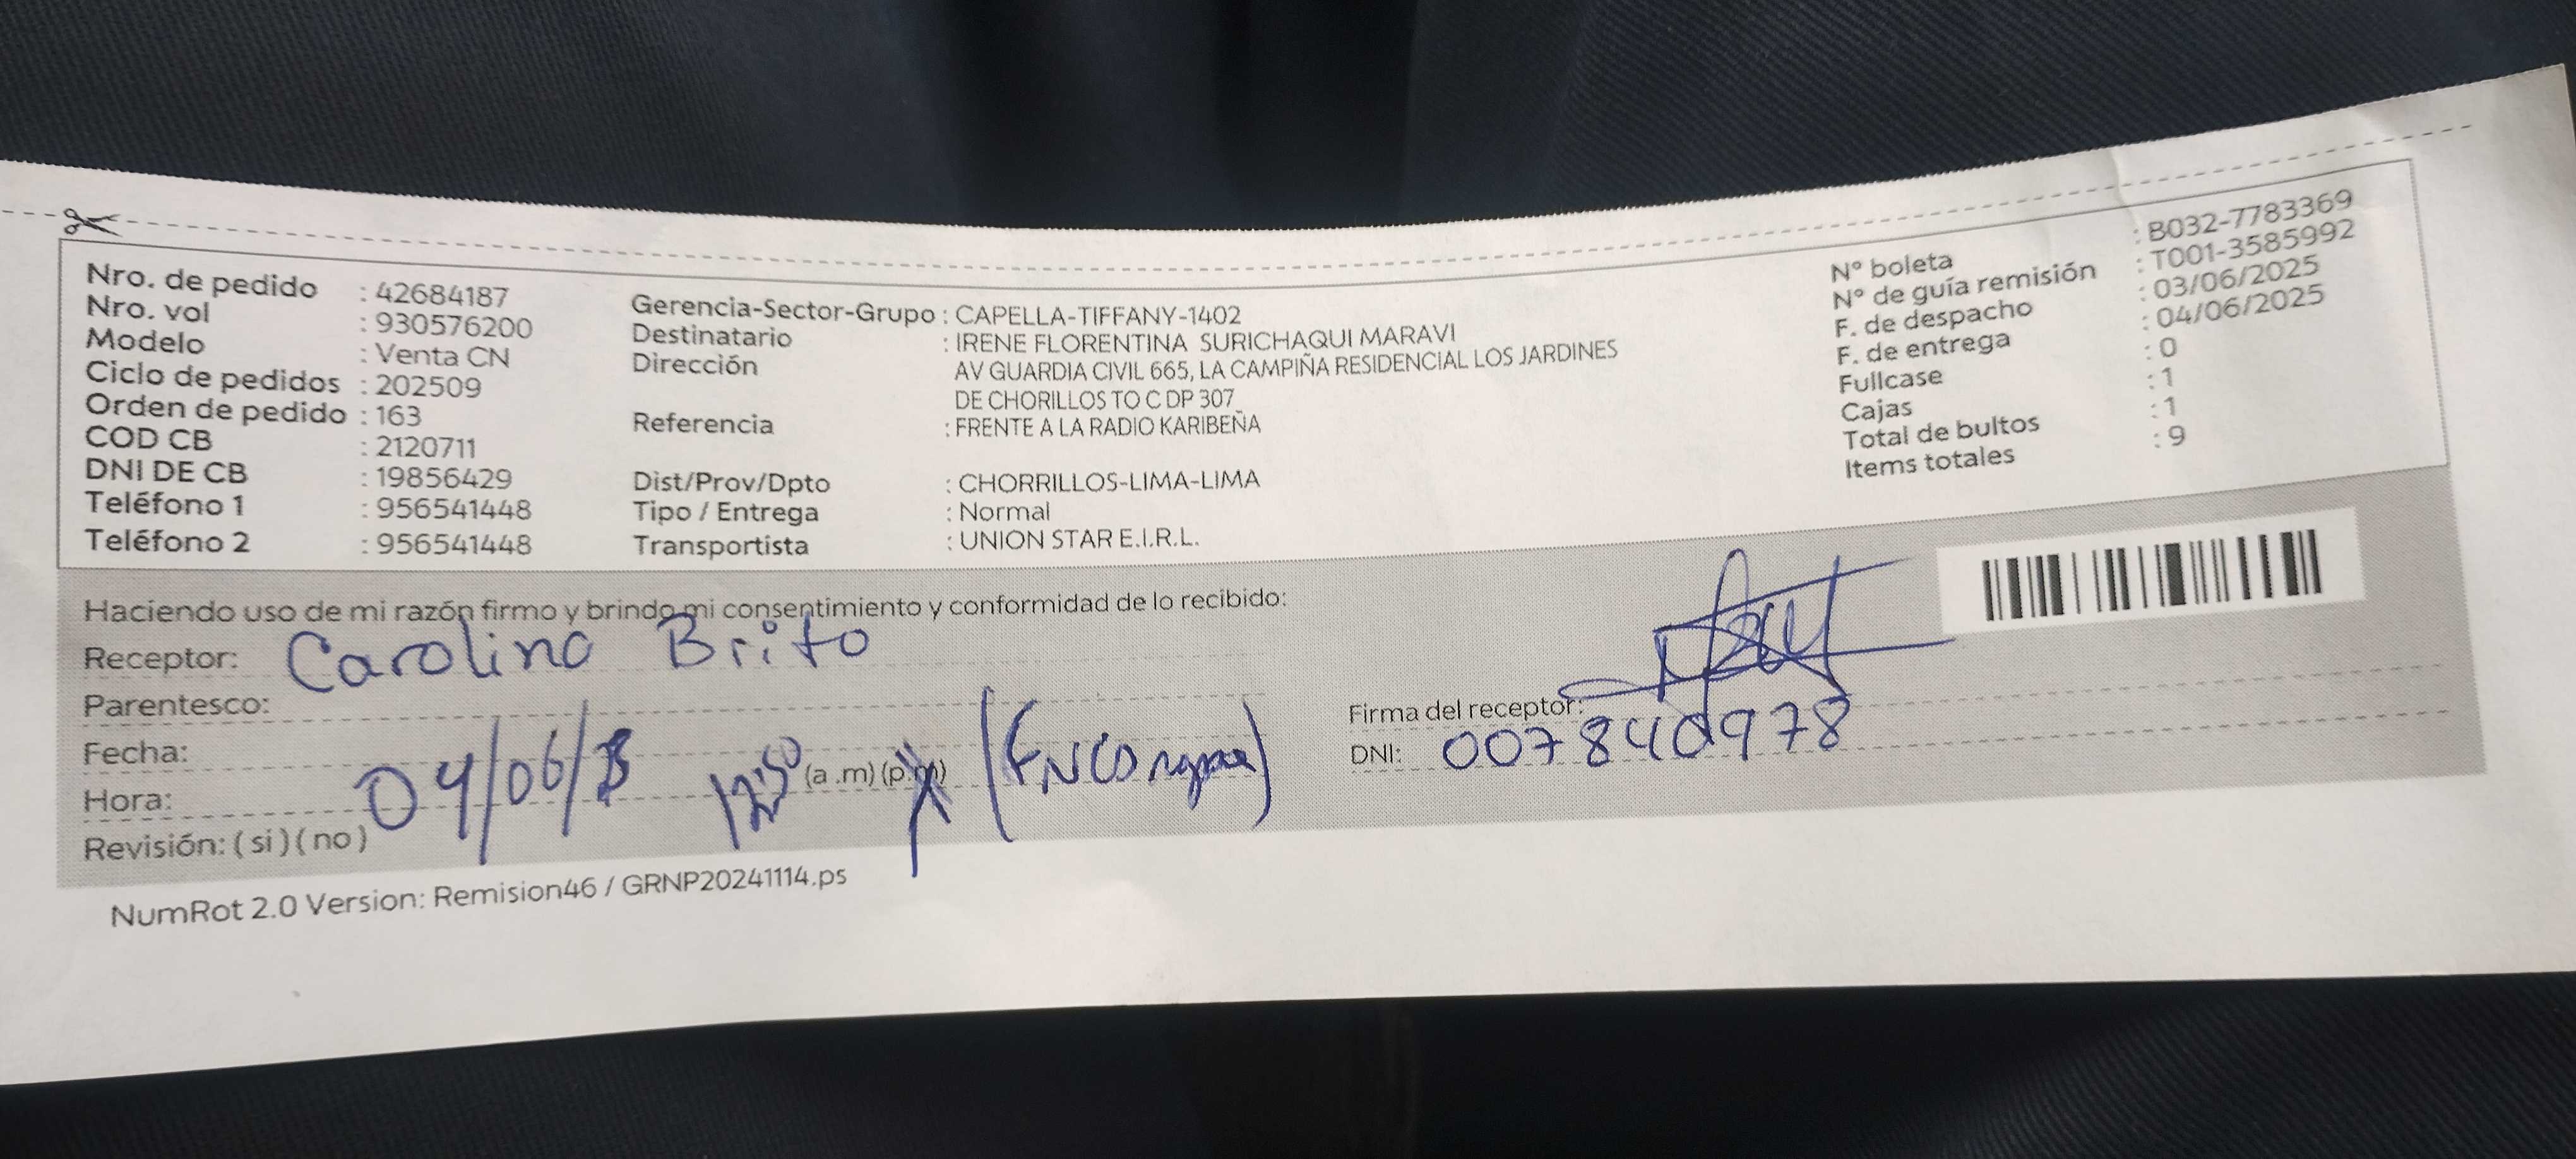 Nro. de pedido : 42684187
Nro. vol : 930576200
Modelo : Venta CN
Ciclo de pedidos : 202509
Orden de pedido : 163
COD CB : 2120711
DNI DE CB : 19856429
Teléfono 1 : 956541448
Teléfono 2 : 956541448
Gerencia-Sector-Grupo : CAPELLA-TIFFANY-1402
Destinatario : IRENE FLORENTINA SURICHAQUI MARAVI
Dirección AV GUARDIA CIVIL 665, LA CAMPIÑA RESIDENCIAL LOS JARDINES
DE CHORILLOS TO C DP 307
Referencia : FRENTE A LA RADIO KARIBEÑA
Dist/Prov/Dpto : CHORRILLOS-LIMA-LIMA
Tipo / Entrega : Normal
Transportista : UNION STAR E.I.R.L.
N° boleta : B032-7783369
N° de guía remisión : T001-3585992
F. de despacho : 03/06/2025
F. de entrega : 04/06/2025
Fullcase : 0
Cajas : 1
Total de bultos : 1
Items totales : 9
Haciendo uso de mi razón firmo y brindo mi consentimiento y conformidad de lo recibido:
Receptor: Carolina Brito
Parentesco:
Fecha: 04/06/
Hora: 12:50 (a .m) (p.m)
Revisión: ( si ) ( no )
Firma del receptor:
DNI:
NumRot 2.0 Version: Remision46 / GRNP20241114.ps